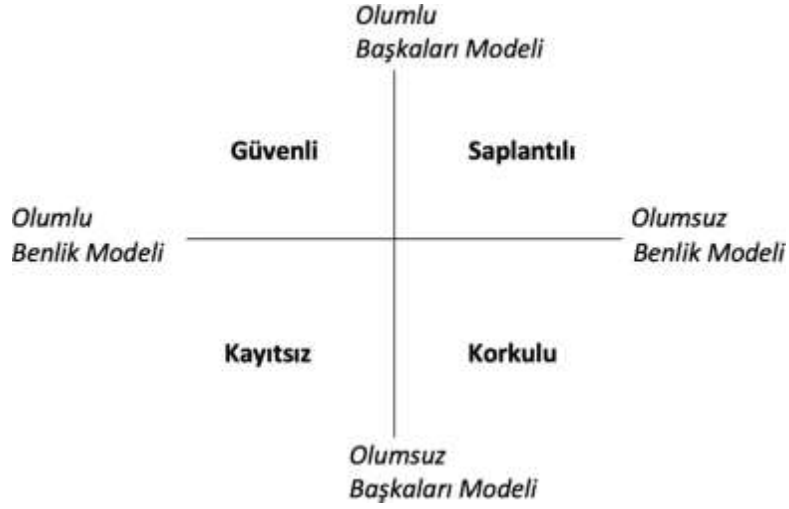 Olumlu
Başkaları Modeli
Güvenli
Saplantılı
Olumlu
Benlik Modeli
Olumsuz
Benlik Modeli
Kayıtsız
Korkulu
Olumsuz
Başkaları Modeli